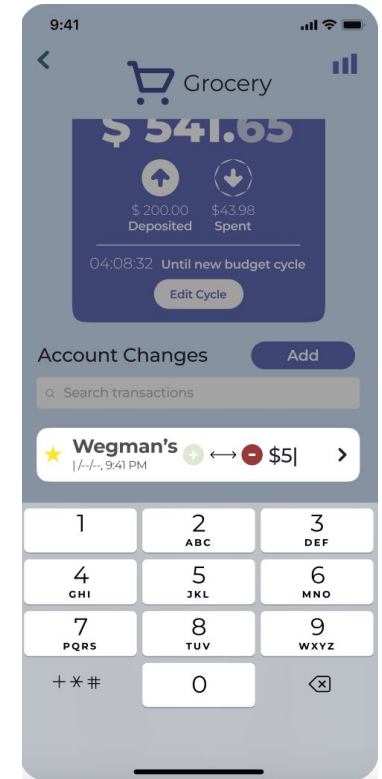 9:41
Grocery
$ 541.65
$ 200.00 $43.98
Deposited Spent
04:08:32 Until new budget cycle
Edit Cycle
Account Changes Add
Search transactions
Wegman's
$5|
|/--/--, 9:41 PM
1 2 3
ABC DEF
4 5 6
GHI JKL MNO
7 8 9
PQRS TUV WXYZ
+*# 0